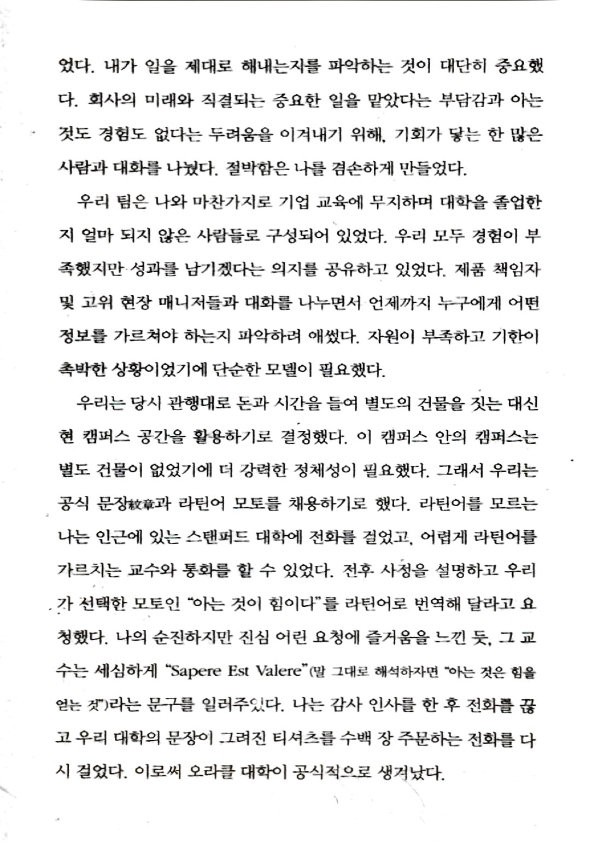 었다. 내가 일을 제대로 해내는지를 파악하는 것이 대단히 중요했
다. 회사의 미래와 직결되는 중요한 일을 맡았다는 부담감과 아는
것도 경험도 없다는 두려움을 이겨내기 위해, 기회가 닿는 한 많은
사람과 대화를 나눴다. 절박함은 나를 겸손하게 만들었다.
우리 팀은 나와 마찬가지로 기업 교육에 무지하며 대학을 졸업한
지 얼마 되지 않은 사람들로 구성되어 있었다. 우리 모두 경험이 부
족했지만 성과를 남기겠다는 의지를 공유하고 있었다. 제품 책임자
및 고위 현장 매니저들과 대화를 나누면서 언제까지 누구에게 어떤
정보를 가르쳐야 하는지 파악하려 애썼다. 자원이 부족하고 기한이
촉박한 상황이었기에 단순한 모델이 필요했다.
우리는 당시 관행대로 돈과 시간을 들여 별도의 건물을 짓는 대신
현 캠퍼스 공간을 활용하기로 결정했다. 이 캠퍼스 안의 캠퍼스는
별도 건물이 없었기에 더 강력한 정체성이 필요했다. 그래서 우리는
공식 문장紋章과 라틴어 모토를 채용하기로 했다. 라틴어를 모르는
나는 인근에 있는 스탠퍼드 대학에 전화를 걸었고, 어렵게 라틴어를
가르치는 교수와 통화를 할 수 있었다. 전후 사정을 설명하고 우리
가 선택한 모토인 “아는 것이 힘이다”를 라틴어로 번역해 달라고 요
청했다. 나의 순진하지만 진심 어린 요청에 즐거움을 느낀 듯, 그 교
수는 세심하게 “Sapere Est Valere”(말 그대로 해석하자면 “아는 것은 힘을
얻는 것”)라는 문구를 일러주었다. 나는 감사 인사를 한 후 전화를 끊
고 우리 대학의 문장이 그려진 티셔츠를 수백 장 주문하는 전화를 다
시 걸었다. 이로써 오라클 대학이 공식적으로 생겨났다.